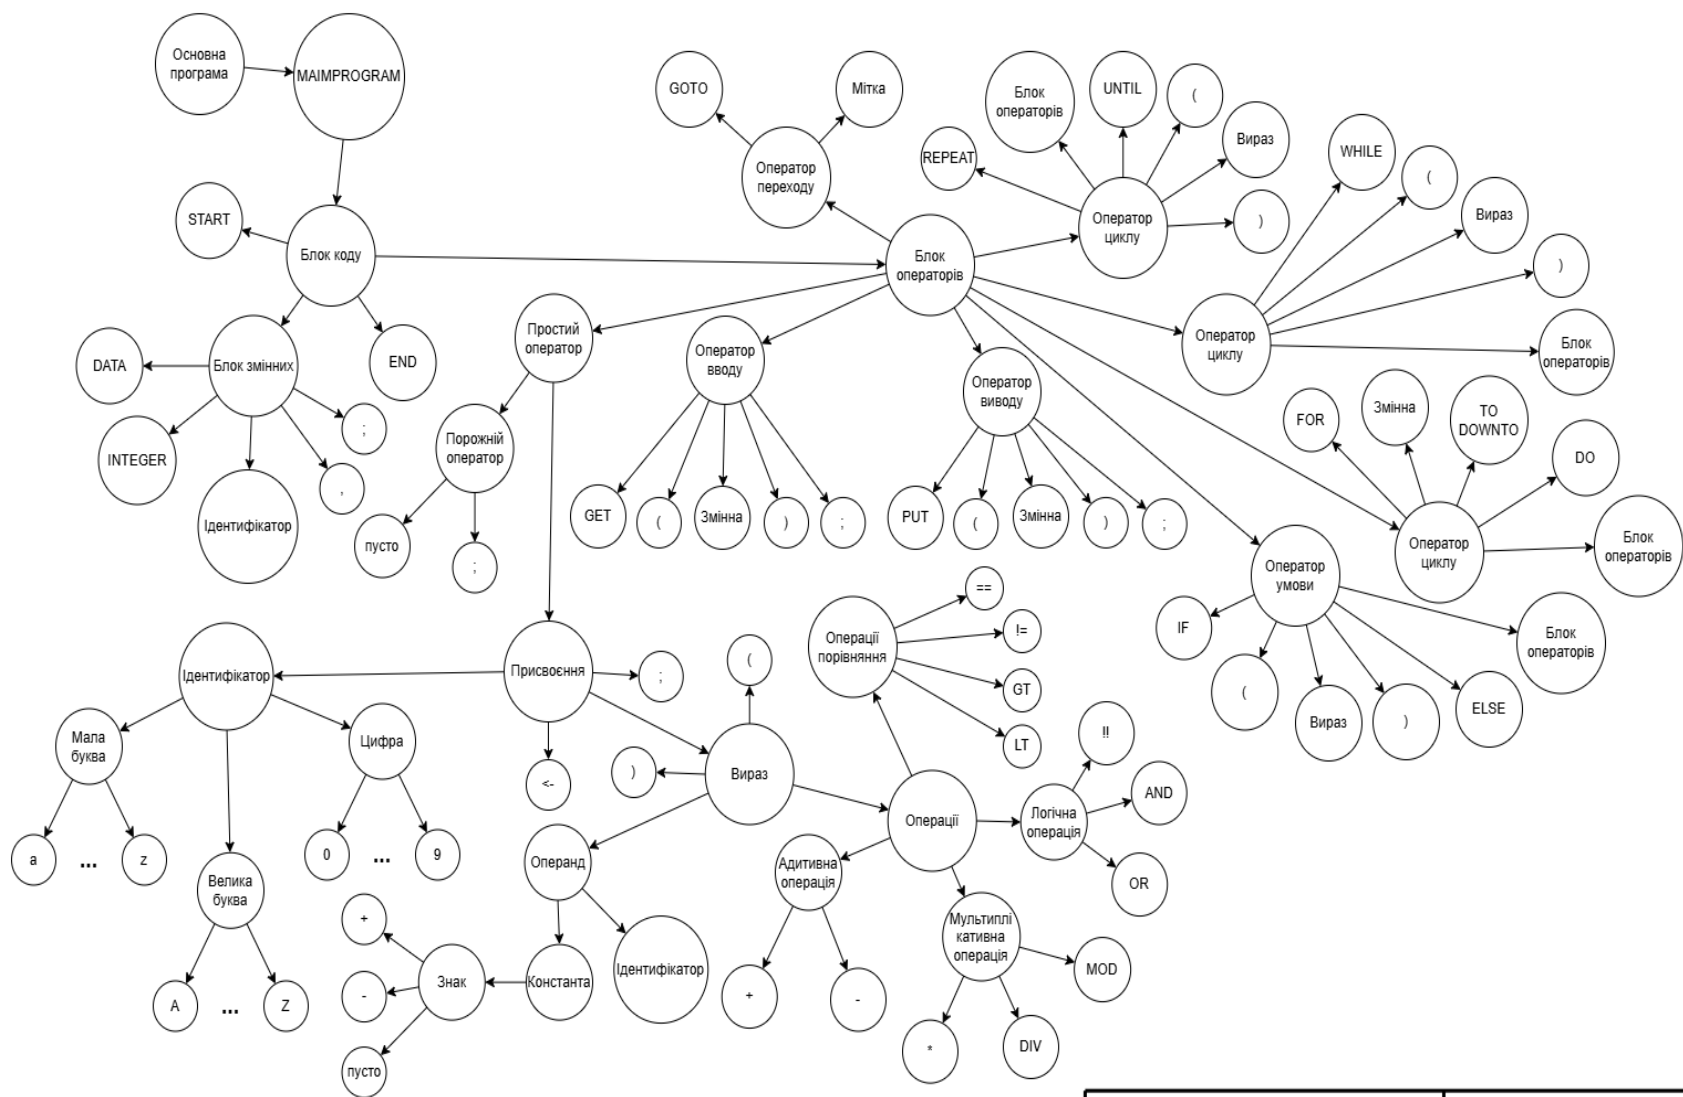 Основна
програма
MAIMPROGRAM
GOTO
Мітка
Блок
операторів
UNTIL
(
Вираз
REPEAT
Оператор
переходу
WHILE
(
Вираз
)
START
Блок коду
Блок
операторів
Оператор
циклу
)
Простий
оператор
Оператор
вводу
Оператор
виводу
Оператор
циклу
Блок
операторів
DATA
Блок змінних
END
FOR
Змінна
TO
DOWNTO
DO
INTEGER
Ідентифікатор
,
;
Порожній
оператор
пусто
;
GET
(
Змінна
)
;
PUT
(
Змінна
)
;
Оператор
циклу
Блок
операторів
Оператор
умови
IF
(
Вираз
)
ELSE
Блок
операторів
Операції
порівняння
==
!=
GT
LT
Ідентифікатор
Присвоєння
;
(
Мала
буква
Цифра
<-
)
Вираз
Операції
Логічна
операція
!!
AND
OR
a
...
z
0
...
9
Велика
буква
Операнд
Адитивна
операція
Мультиплі
кативна
операція
MOD
A
...
Z
+
-
пусто
Знак
Константа
Ідентифікатор
+
-
*
DIV